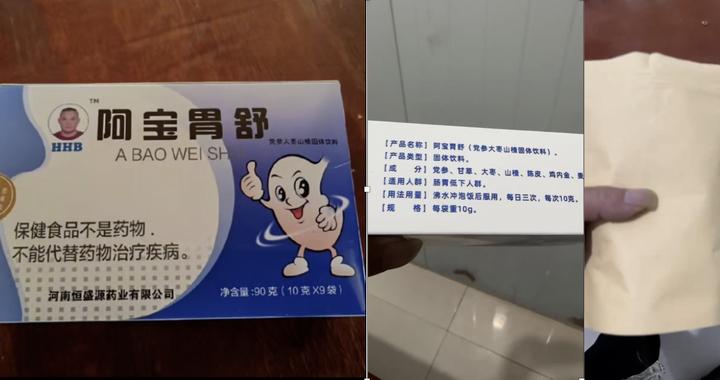 TM
阿宝胃舒
HHB
A BAO WEI SH
党参大枣山楂固体饮料
保健食品不是药物.
不能代替药物治疗疾病。
河南恒盛源药业有限公司
净含量:90克(10克X9袋)
【产品名称】阿宝胃舒(党参大枣山楂固体饮料)。
【产品类型】固体饮料。
【成 分】党参、甘草、大枣、山楂、陈皮、鸡内金、
【适用人群】肠胃低下人群。
【用法用量】沸水冲泡饭后服用,每日三次,每次10克。
【规 格】每袋重10g。